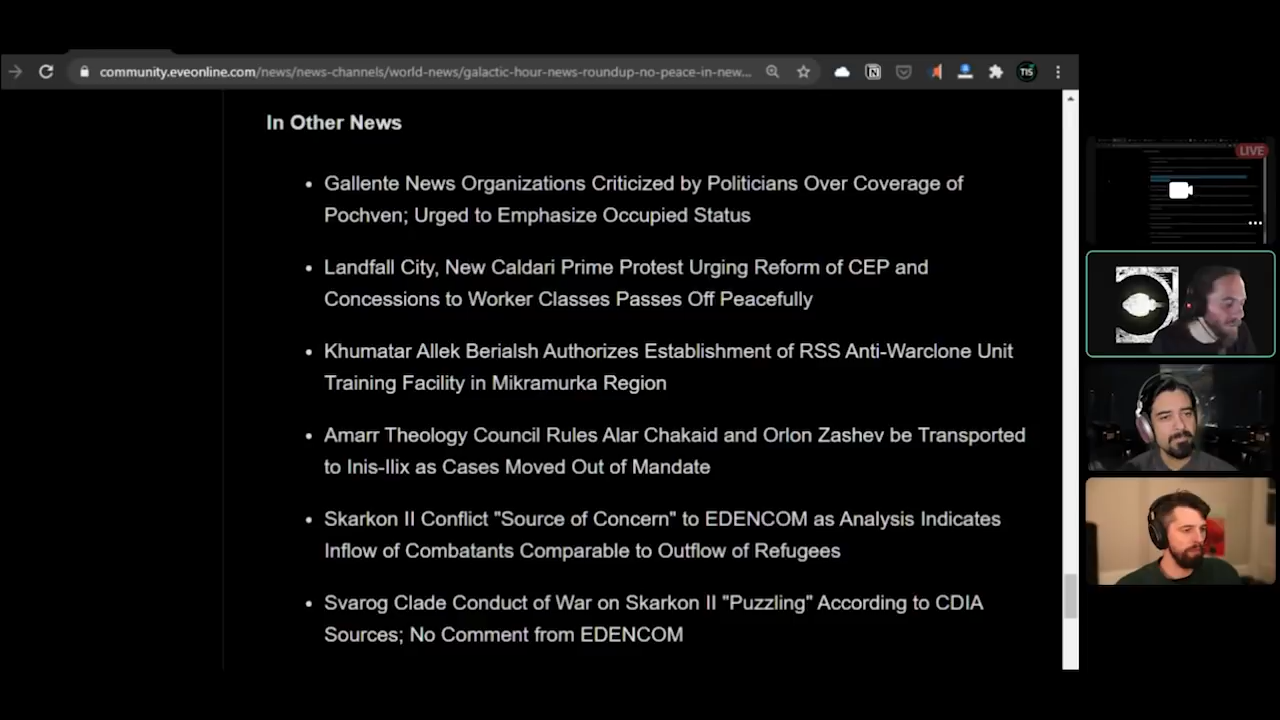 community.eveonline.com/news/news-channels/world-news/galactic-hour-news-roundup-no-peace-in-new...
TIS
In Other News
• Gallente News Organizations Criticized by Politicians Over Coverage of
Pochven; Urged to Emphasize Occupied Status
• Landfall City, New Caldari Prime Protest Urging Reform of CEP and
Concessions to Worker Classes Passes Off Peacefully
• Khumatar Allek Berialsh Authorizes Establishment of RSS Anti-Warclone Unit
Training Facility in Mikramurka Region
• Amarr Theology Council Rules Alar Chakaid and Orlon Zashev be Transported
to Inis-Ilix as Cases Moved Out of Mandate
• Skarkon II Conflict "Source of Concern" to EDENCOM as Analysis Indicates
Inflow of Combatants Comparable to Outflow of Refugees
• Svarog Clade Conduct of War on Skarkon II "Puzzling" According to CDIA
Sources; No Comment from EDENCOM
LIVE